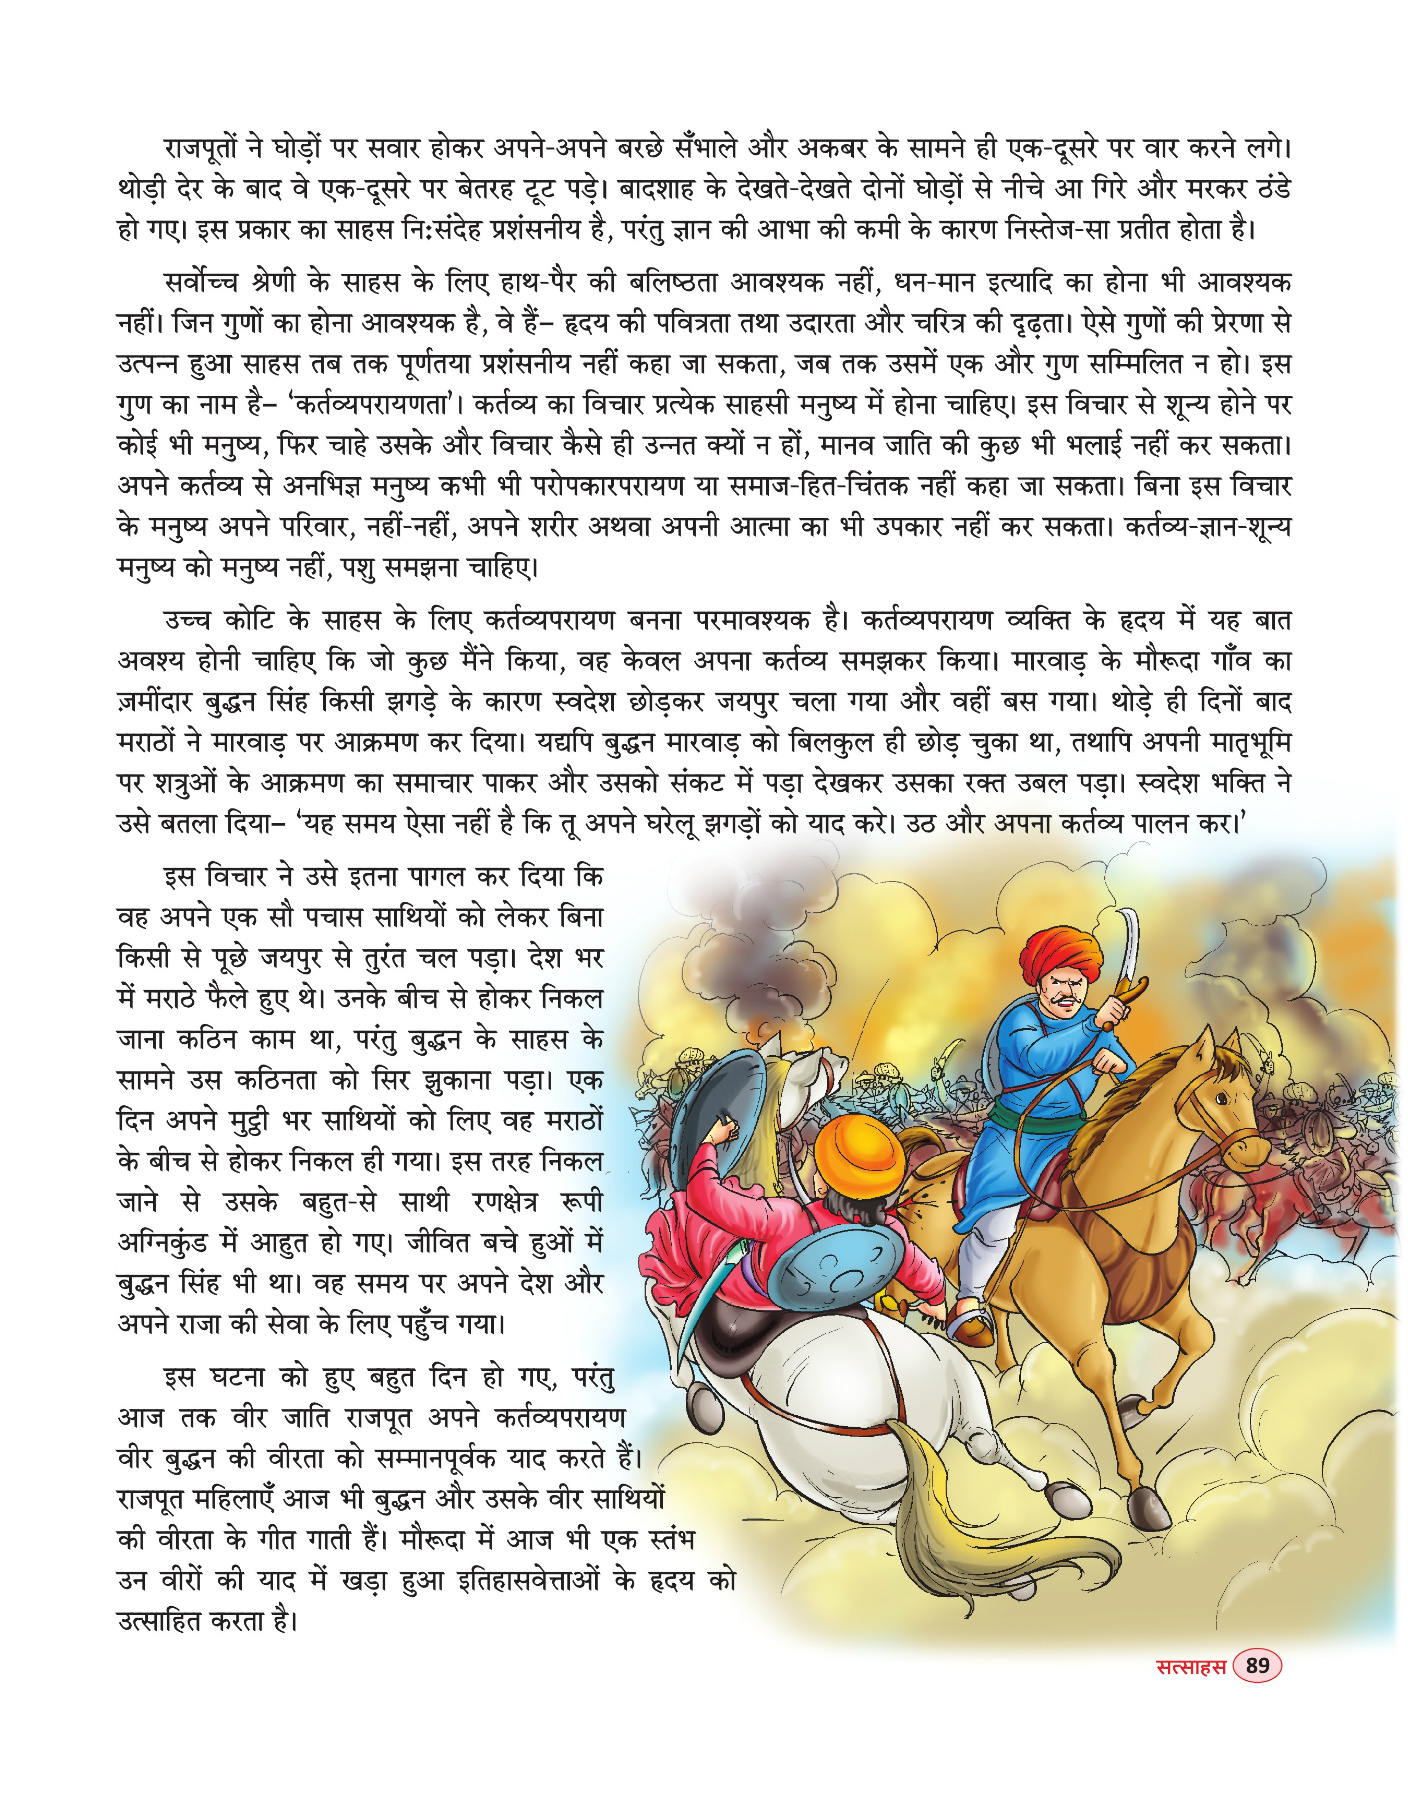 राजपूतों ने घोड़ों पर सवार होकर अपने-अपने बरछे सँभाले और अकबर के सामने ही एक-दूसरे पर वार करने लगे।
थोड़ी देर के बाद वे एक-दूसरे पर बेतरह टूट पड़े। बादशाह के देखते-देखते दोनों घोड़ों से नीचे आ गिरे और मरकर ठंडे
हो गए। इस प्रकार का साहस निःसंदेह प्रशंसनीय है, परंतु ज्ञान की आभा की कमी के कारण निस्तेज-सा प्रतीत होता है।
सर्वोच्च श्रेणी के साहस के लिए हाथ-पैर की बलिष्ठता आवश्यक नहीं, धन-मान इत्यादि का होना भी आवश्यक
नहीं। जिन गुणों का होना आवश्यक है, वे हैं– हृदय की पवित्रता तथा उदारता और चरित्र की दृढ़ता। ऐसे गुणों की प्रेरणा से
उत्पन्न हुआ साहस तब तक पूर्णतया प्रशंसनीय नहीं कहा जा सकता, जब तक उसमें एक और गुण सम्मिलित न हो। इस
गुण का नाम है– ‘कर्तव्यपरायणता’। कर्तव्य का विचार प्रत्येक साहसी मनुष्य में होना चाहिए। इस विचार से शून्य होने पर
कोई भी मनुष्य, फिर चाहे उसके और विचार कैसे ही उन्नत क्यों न हों, मानव जाति की कुछ भी भलाई नहीं कर सकता।
अपने कर्तव्य से अनभिज्ञ मनुष्य कभी भी परोपकारपरायण या समाज-हित-चिंतक नहीं कहा जा सकता। बिना इस विचार
के मनुष्य अपने परिवार, नहीं-नहीं, अपने शरीर अथवा अपनी आत्मा का भी उपकार नहीं कर सकता। कर्तव्य-ज्ञान-शून्य
मनुष्य को मनुष्य नहीं, पशु समझना चाहिए।
उच्च कोटि के साहस के लिए कर्तव्यपरायण बनना परमावश्यक है। कर्तव्यपरायण व्यक्ति के हृदय में यह बात
अवश्य होनी चाहिए कि जो कुछ मैंने किया, वह केवल अपना कर्तव्य समझकर किया। मारवाड़ के मौरूदा गाँव का
ज़मींदार बुद्धन सिंह किसी झगड़े के कारण स्वदेश छोड़कर जयपुर चला गया और वहीं बस गया। थोड़े ही दिनों बाद
मराठों ने मारवाड़ पर आक्रमण कर दिया। यद्यपि बुद्धन मारवाड़ को बिलकुल ही छोड़ चुका था, तथापि अपनी मातृभूमि
पर शत्रुओं के आक्रमण का समाचार पाकर और उसको संकट में पड़ा देखकर उसका रक्त उबल पड़ा। स्वदेश भक्ति ने
उसे बतला दिया– ‘यह समय ऐसा नहीं है कि तू अपने घरेलू झगड़ों को याद करे। उठ और अपना कर्तव्य पालन कर।’
इस विचार ने उसे इतना पागल कर दिया कि
वह अपने एक सौ पचास साथियों को लेकर बिना
किसी से पूछे जयपुर से तुरंत चल पड़ा। देश भर
में मराठे फैले हुए थे। उनके बीच से होकर निकल
जाना कठिन काम था, परंतु बुद्धन के साहस के
सामने उस कठिनता को सिर झुकाना पड़ा। एक
दिन अपने मुट्ठी भर साथियों को लिए वह मराठों
के बीच से होकर निकल ही गया। इस तरह निकल
जाने से उसके बहुत-से साथी रणक्षेत्र रूपी
अग्निकुंड में आहुत हो गए। जीवित बचे हुओं में
बुद्धन सिंह भी था। वह समय पर अपने देश और
अपने राजा की सेवा के लिए पहुँच गया।
इस घटना को हुए बहुत दिन हो गए, परंतु
आज तक वीर जाति राजपूत अपने कर्तव्यपरायण
वीर बुद्धन की वीरता को सम्मानपूर्वक याद करते हैं।
राजपूत महिलाएँ आज भी बुद्धन और उसके वीर साथियों
की वीरता के गीत गाती हैं। मौरूदा में आज भी एक स्तंभ
उन वीरों की याद में खड़ा हुआ इतिहासवेत्ताओं के हृदय को
उत्साहित करता है।
सत्साहस 89